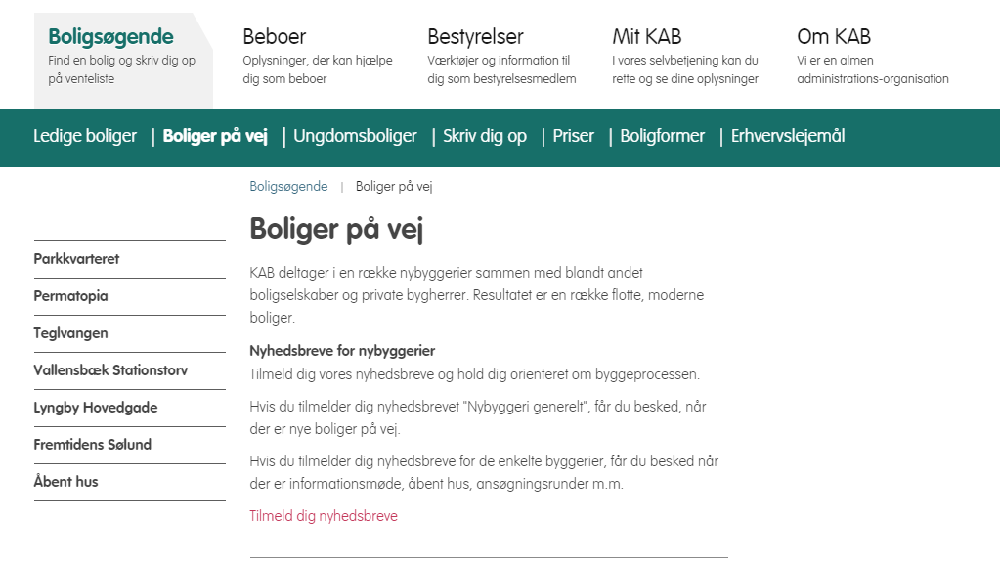 Boligsøgende
Find en bolig og skriv dig op
på venteliste
Beboer
Oplysninger, der kan hjælpe
dig som beboer
Bestyrelser
Værktøjer og information til
dig som bestyrelsesmedlem
Mit KAB
I vores selvbetjening kan du
rette og se dine oplysninger
Om KAB
Vi er en almen
administrations-organisation
Ledige boliger | Boliger på vej | Ungdomsboliger | Skriv dig op | Priser | Boligformer | Erhvervslejemål
Boligsøgende | Boliger på vej
Parkkvarteret
Permatopia
Teglvangen
Vallensbæk Stationstorv
Lyngby Hovedgade
Fremtidens Sølund
Åbent hus
Boliger på vej
KAB deltager i en række nybyggerier sammen med blandt andet
boligselskaber og private bygherrer. Resultatet er en række flotte, moderne
boliger.
Nyhedsbreve for nybyggerier
Tilmeld dig vores nyhedsbreve og hold dig orienteret om byggeprocessen.
Hvis du tilmelder dig nyhedsbrevet "Nybyggeri generelt", får du besked, når
der er nye boliger på vej.
Hvis du tilmelder dig nyhedsbreve for de enkelte byggerier, får du besked når
der er informationsmøde, åbent hus, ansøgningsrunder m.m.
Tilmeld dig nyhedsbreve